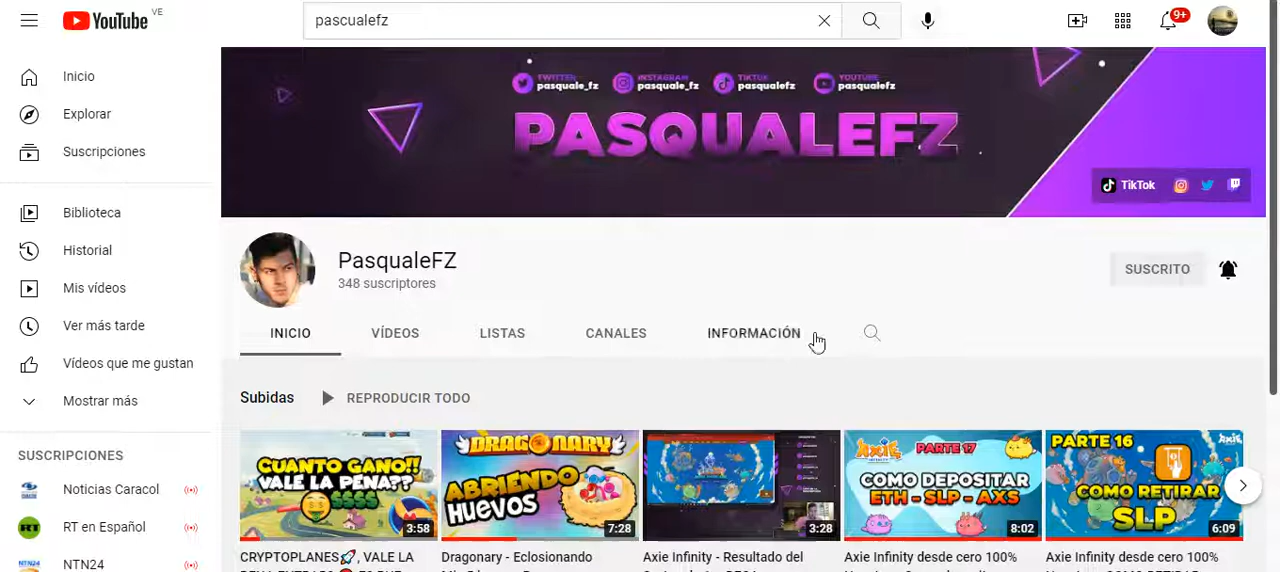 YouTube VE
pascualefz
9+
Inicio
Explorar
Suscripciones
Biblioteca
Historial
Mis vídeos
Ver más tarde
Vídeos que me gustan
Mostrar más
SUSCRIPCIONES
Noticias Caracol
RT en Español
NTN24
TWITTER INSTAGRAM TIKTOK YOUTUBE
pasquale_fz pasquale_fz pasqualefz pasqualefz
PASQUALEFZ
TikTok
PasqualeFZ
348 suscriptores
SUSCRITO
INICIO VÍDEOS LISTAS CANALES INFORMACIÓN
Subidas REPRODUCIR TODO
CUANTO GANO!!
VALE LA PENA??
$$$$
3:58
CRYPTOPLANES🚀, VALE LA
DRAGONARY
ABRIENDO
HUEVOS
7:28
Dragonary - Eclosionando
3:28
Axie Infinity - Resultado del
AXIE
PARTE 17
COMO DEPOSITAR
ETH - SLP - AXS
8:02
Axie Infinity desde cero 100%
PARTE 16
AXIE
COMO RETIRAR
SLP
6:09
Axie Infinity desde cero 100%